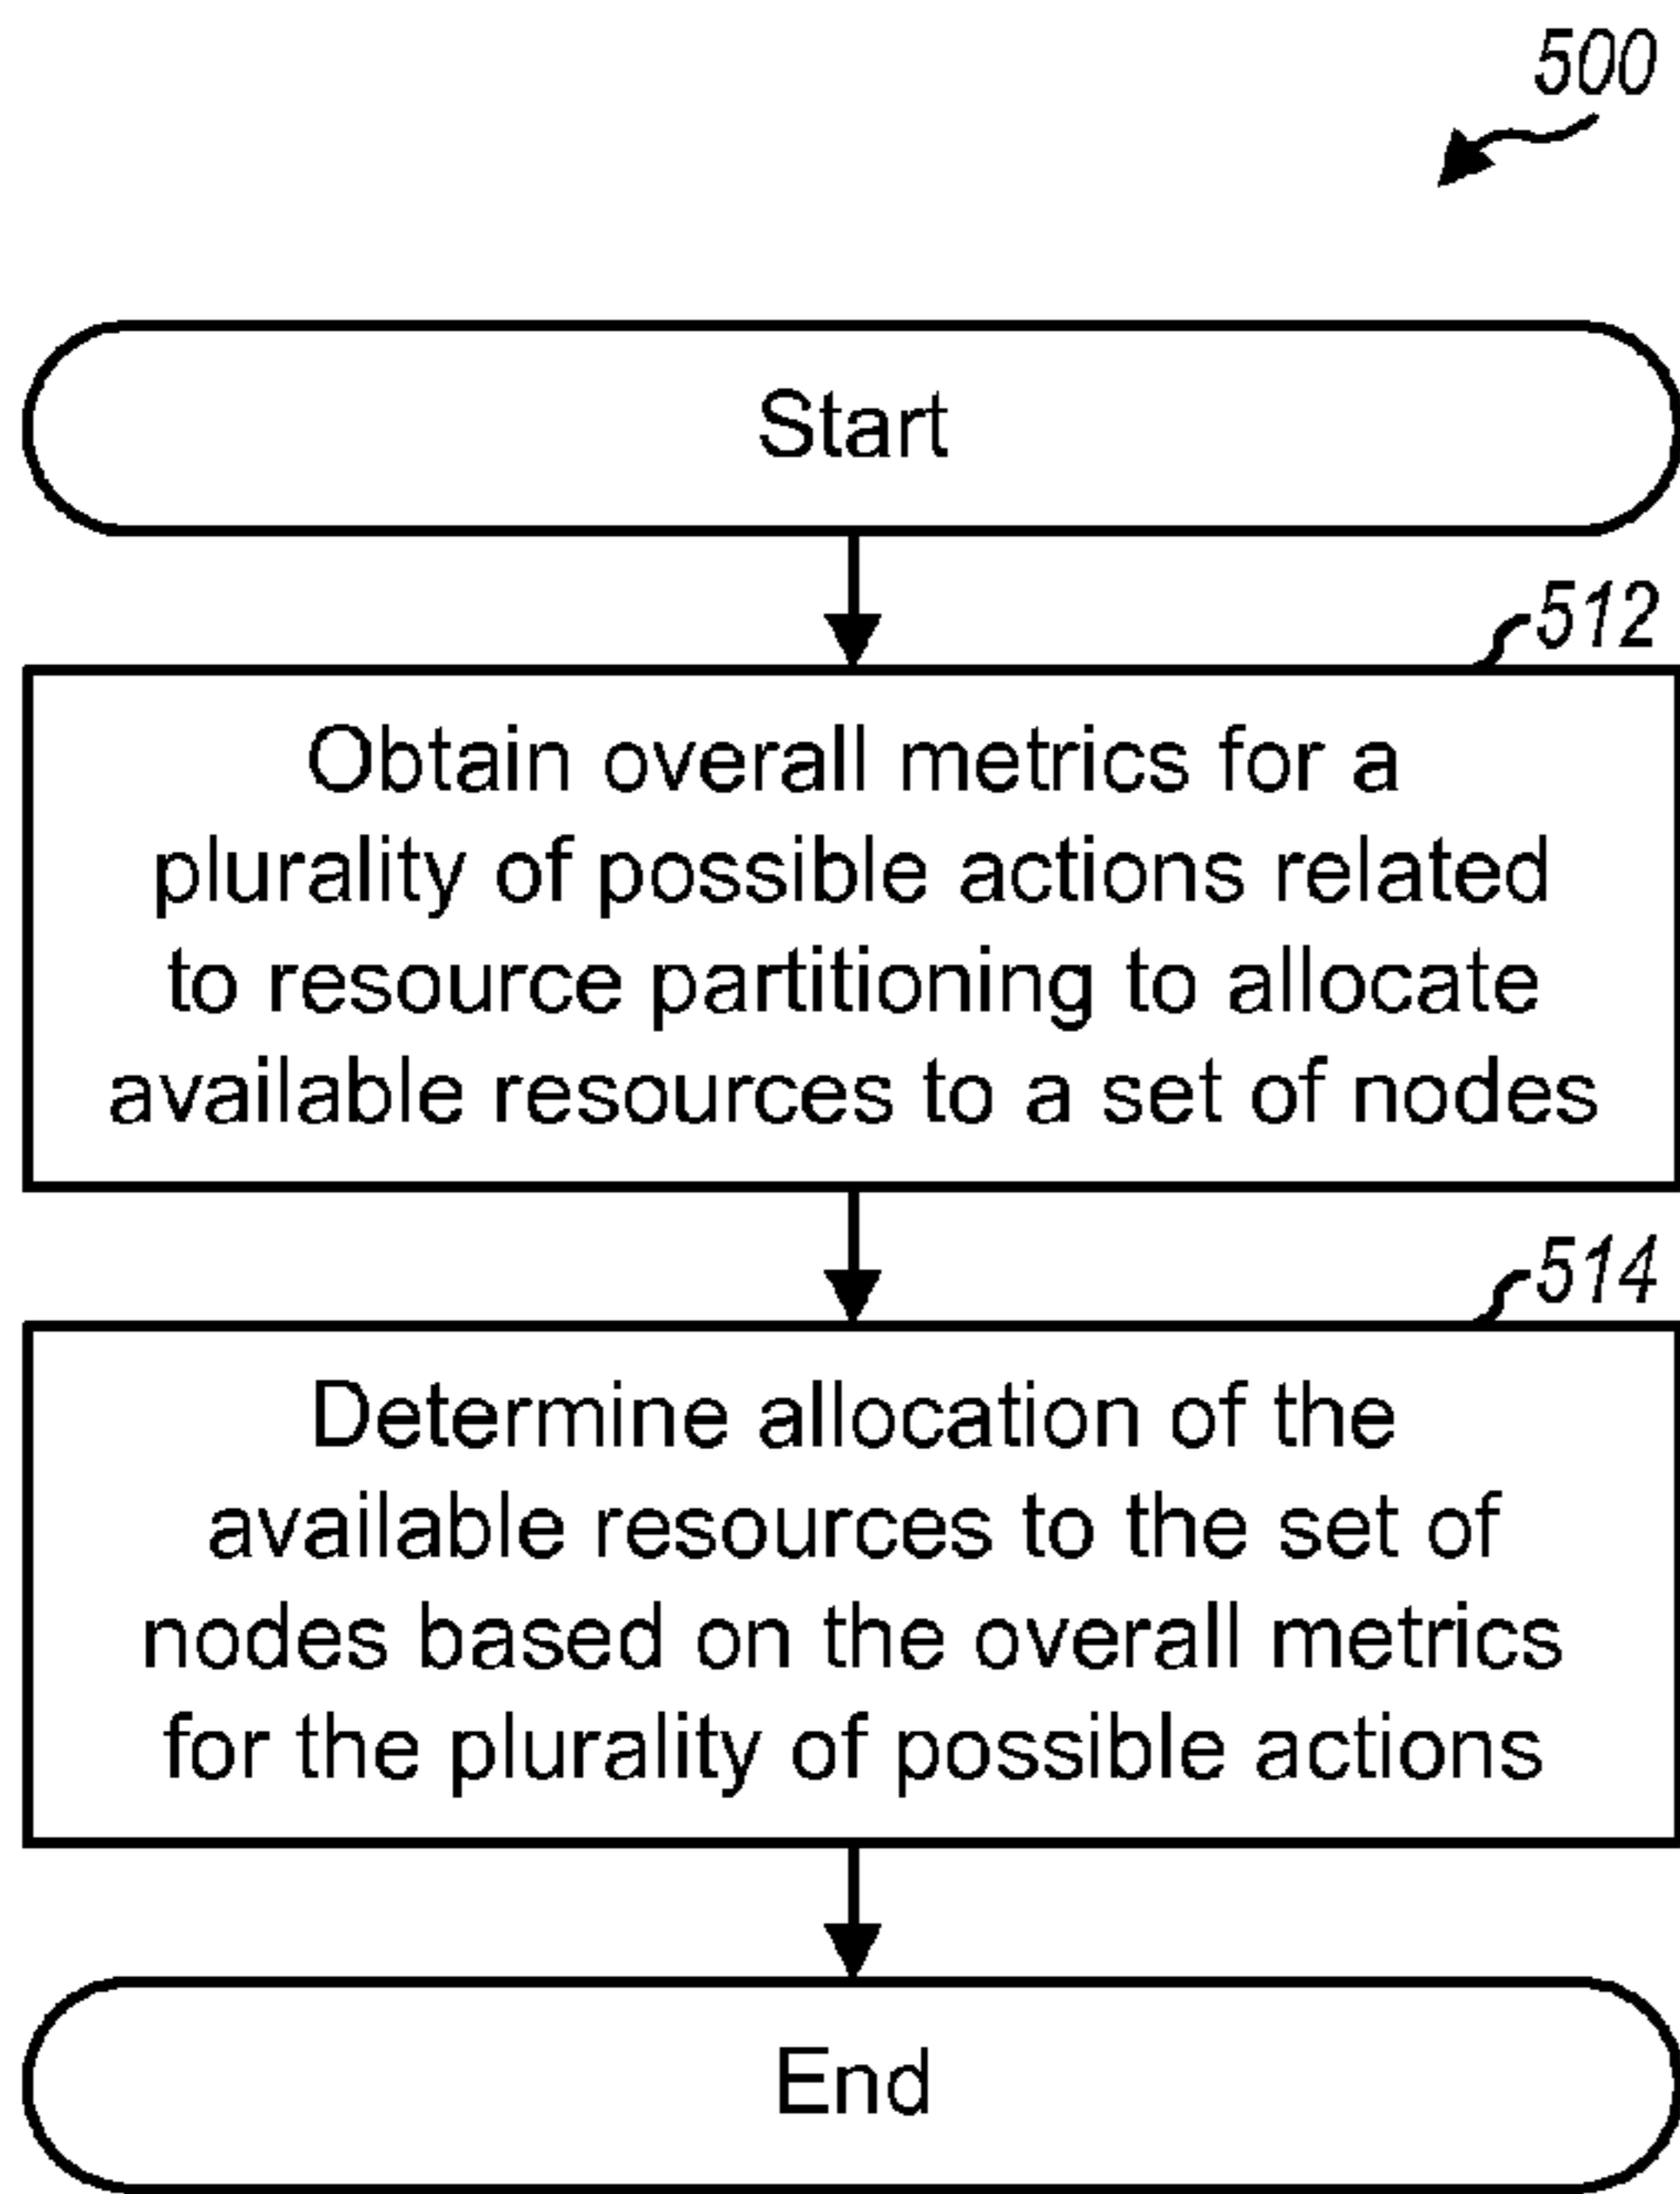 500
Start
512
Obtain overall metrics for a
plurality of possible actions related
to resource partitioning to allocate
available resources to a set of nodes
514
Determine allocation of the
available resources to the set of
nodes based on the overall metrics
for the plurality of possible actions
End